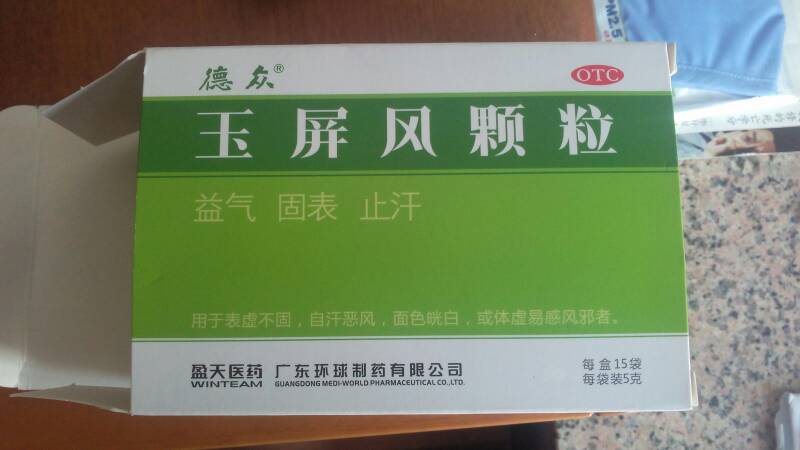 德众®
OTC
玉屏风颗粒
益气 固表 止汗
用于表虚不固，自汗恶风，面色㿠白，或体虚易感风邪者。
盈天医药
WINTEAM
广东环球制药有限公司
GUANGDONG MEDI-WORLD PHARMACEUTICAL CO.,LTD.
每盒15袋
每袋装5克
PM2.5